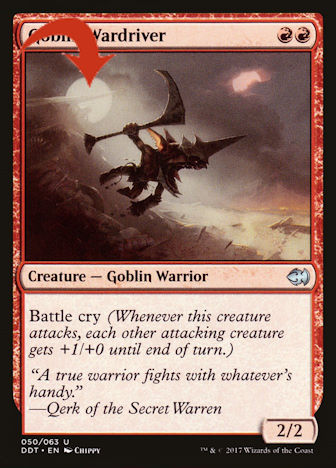 Goblin Wardriver
Creature — Goblin Warrior
Battle cry (Whenever this creature
attacks, each other attacking creature
gets +1/+0 until end of turn.)
“A true warrior fights with whatever’s
handy.”
—Qerk of the Secret Warren
2/2
050/063 U
DDT • EN Chippy
™ & © 2017 Wizards of the Coast